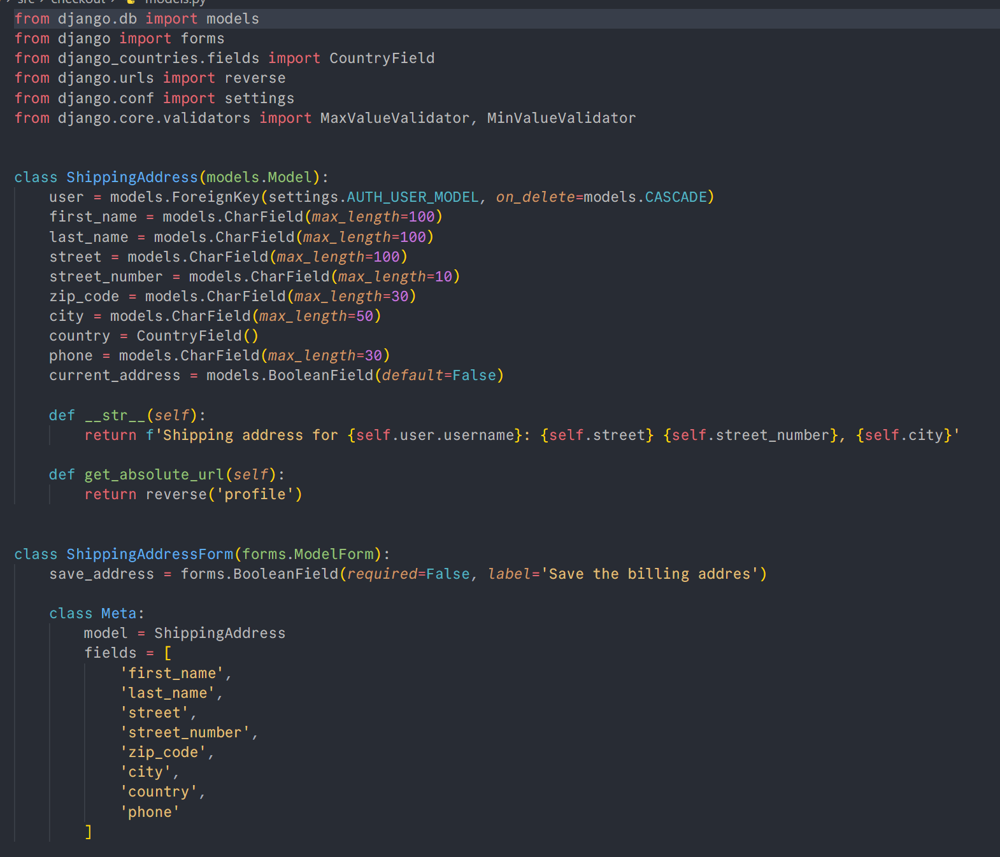 src › checkout › models.py
from django.db import models
from django import forms
from django_countries.fields import CountryField
from django.urls import reverse
from django.conf import settings
from django.core.validators import MaxValueValidator, MinValueValidator
class ShippingAddress(models.Model):
    user = models.ForeignKey(settings.AUTH_USER_MODEL, on_delete=models.CASCADE)
    first_name = models.CharField(max_length=100)
    last_name = models.CharField(max_length=100)
    street = models.CharField(max_length=100)
    street_number = models.CharField(max_length=10)
    zip_code = models.CharField(max_length=30)
    city = models.CharField(max_length=50)
    country = CountryField()
    phone = models.CharField(max_length=30)
    current_address = models.BooleanField(default=False)
    def __str__(self):
        return f'Shipping address for {self.user.username}: {self.street} {self.street_number}, {self.city}'
    def get_absolute_url(self):
        return reverse('profile')
class ShippingAddressForm(forms.ModelForm):
    save_address = forms.BooleanField(required=False, label='Save the billing addres')
    class Meta:
        model = ShippingAddress
        fields = [
            'first_name',
            'last_name',
            'street',
            'street_number',
            'zip_code',
            'city',
            'country',
            'phone'
        ]